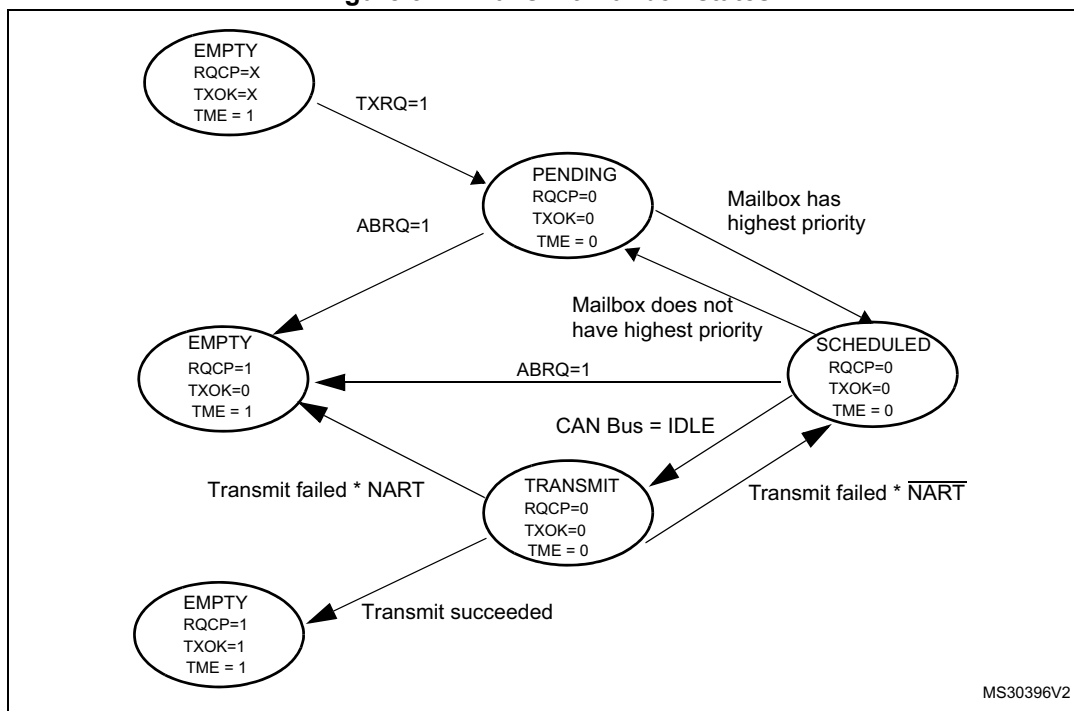 EMPTY
RQCP=X
TXOK=X
TME = 1
TXRQ=1
PENDING
RQCP=0
TXOK=0
TME = 0
Mailbox has
highest priority
ABRQ=1
Mailbox does not
have highest priority
EMPTY
RQCP=1
TXOK=0
TME = 1
ABRQ=1
SCHEDULED
RQCP=0
TXOK=0
TME = 0
CAN Bus = IDLE
Transmit failed * NART
TRANSMIT
RQCP=0
TXOK=0
TME = 0
Transmit failed * N̅A̅R̅T̅
EMPTY
RQCP=1
TXOK=1
TME = 1
Transmit succeeded
MS30396V2